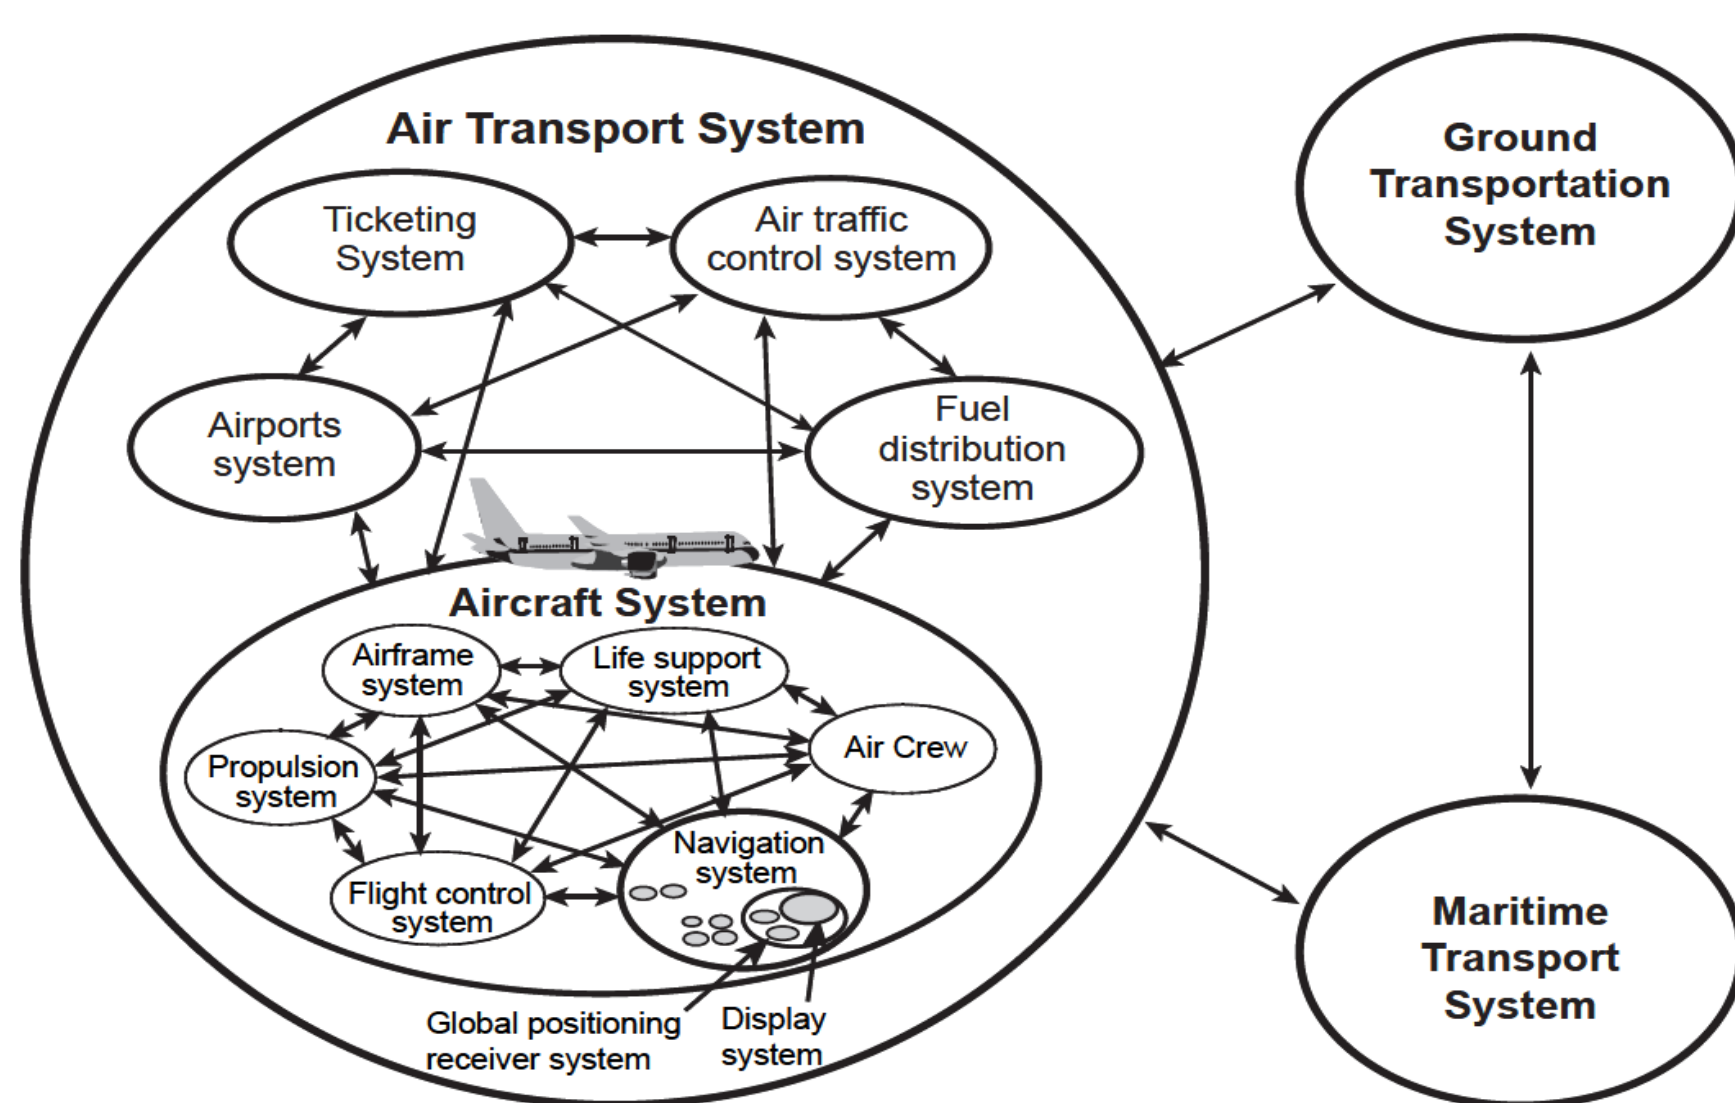 Air Transport System
Ticketing
System
Air traffic
control system
Airports
system
Fuel
distribution
system
Aircraft System
Airframe
system
Life support
system
Propulsion
system
Air Crew
Flight control
system
Navigation
system
Global positioning
receiver system
Display
system
Ground
Transportation
System
Maritime
Transport
System